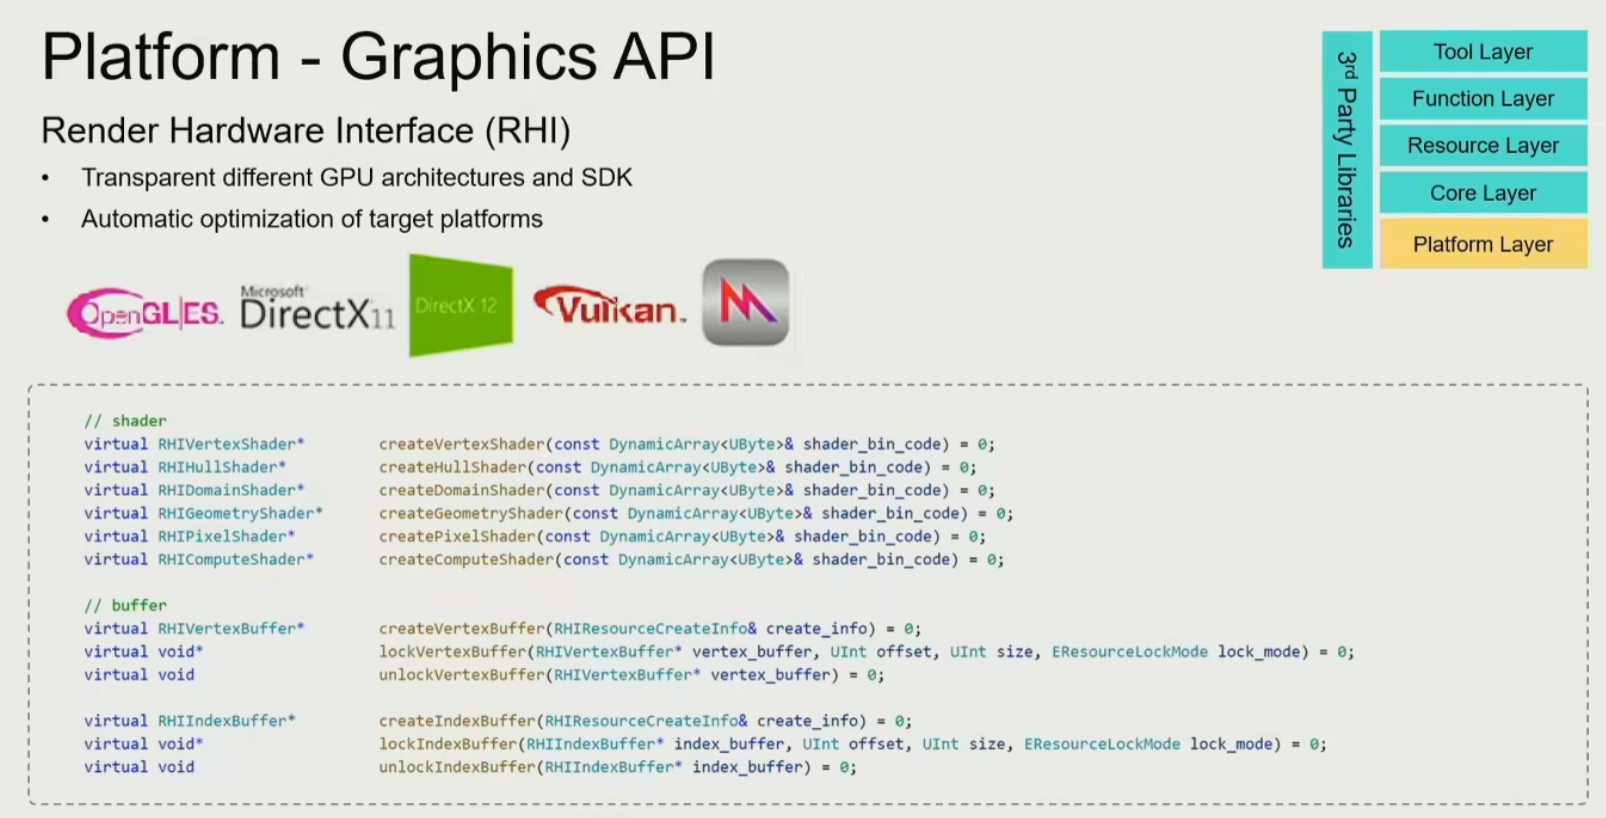 Platform - Graphics API
Render Hardware Interface (RHI)
• Transparent different GPU architectures and SDK
• Automatic optimization of target platforms
3rd Party Libraries
Tool Layer
Function Layer
Resource Layer
Core Layer
Platform Layer
OpenGL|ES.
Microsoft
DirectX11
DirectX 12
Vulkan.
// shader
virtual RHIVertexShader* createVertexShader(const DynamicArray<UByte>& shader_bin_code) = 0;
virtual RHIHullShader* createHullShader(const DynamicArray<UByte>& shader_bin_code) = 0;
virtual RHIDomainShader* createDomainShader(const DynamicArray<UByte>& shader_bin_code) = 0;
virtual RHIGeometryShader* createGeometryShader(const DynamicArray<UByte>& shader_bin_code) = 0;
virtual RHIPixelShader* createPixelShader(const DynamicArray<UByte>& shader_bin_code) = 0;
virtual RHIComputeShader* createComputeShader(const DynamicArray<UByte>& shader_bin_code) = 0;
// buffer
virtual RHIVertexBuffer* createVertexBuffer(RHIResourceCreateInfo& create_info) = 0;
virtual void* lockVertexBuffer(RHIVertexBuffer* vertex_buffer, UInt offset, UInt size, EResourceLockMode lock_mode) = 0;
virtual void unlockVertexBuffer(RHIVertexBuffer* vertex_buffer) = 0;
virtual RHIIndexBuffer* createIndexBuffer(RHIResourceCreateInfo& create_info) = 0;
virtual void* lockIndexBuffer(RHIIndexBuffer* index_buffer, UInt offset, UInt size, EResourceLockMode lock_mode) = 0;
virtual void unlockIndexBuffer(RHIIndexBuffer* index_buffer) = 0;